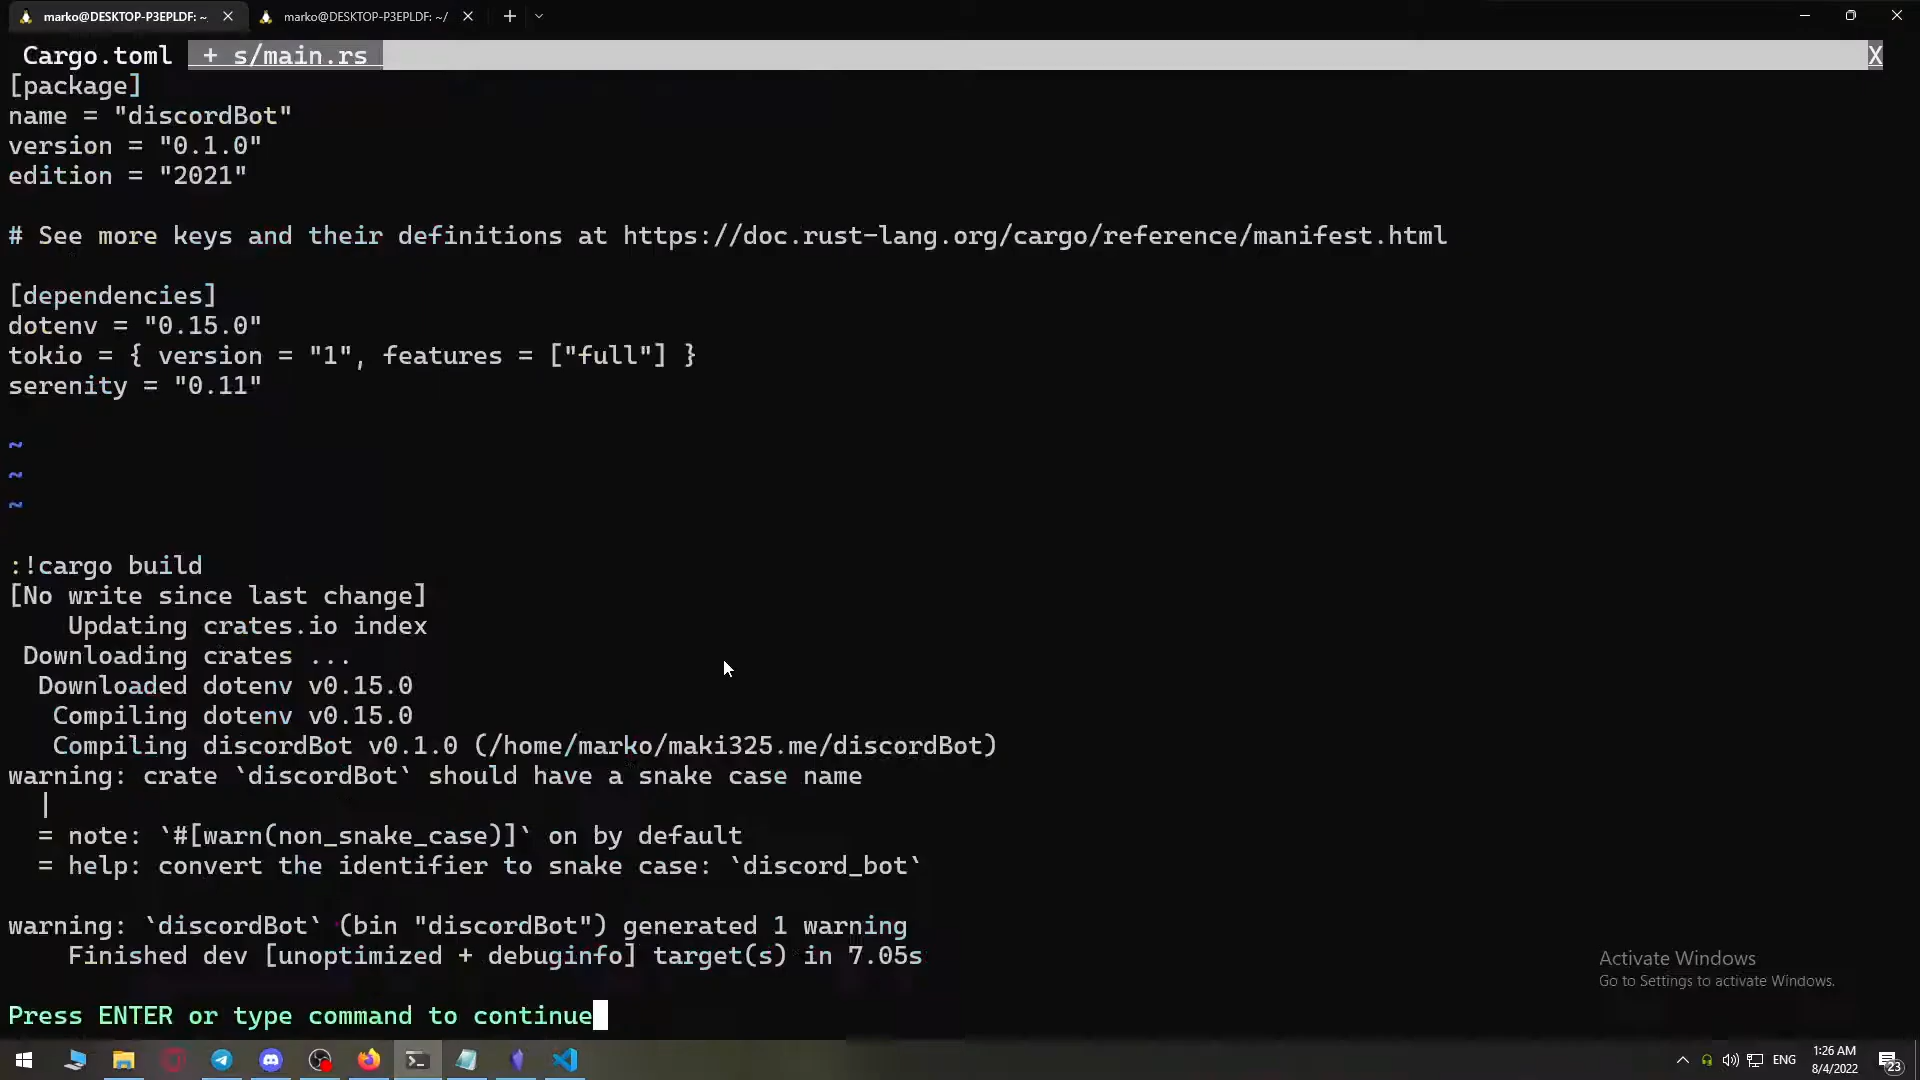 marko@DESKTOP-P3EPLDF: ~
marko@DESKTOP-P3EPLDF: ~/
Cargo.toml + s/main.rs X
[package]
name = "discordBot"
version = "0.1.0"
edition = "2021"
# See more keys and their definitions at https://doc.rust-lang.org/cargo/reference/manifest.html
[dependencies]
dotenv = "0.15.0"
tokio = { version = "1", features = ["full"] }
serenity = "0.11"
~
~
~
:!cargo build
[No write since last change]
Updating crates.io index
Downloading crates ...
Downloaded dotenv v0.15.0
Compiling dotenv v0.15.0
Compiling discordBot v0.1.0 (/home/marko/maki325.me/discordBot)
warning: crate `discordBot` should have a snake case name
|
= note: `#[warn(non_snake_case)]` on by default
= help: convert the identifier to snake case: `discord_bot`
warning: `discordBot` (bin "discordBot") generated 1 warning
Finished dev [unoptimized + debuginfo] target(s) in 7.05s
Activate Windows
Go to Settings to activate Windows.
Press ENTER or type command to continue
ENG
1:26 AM
8/4/2022
23